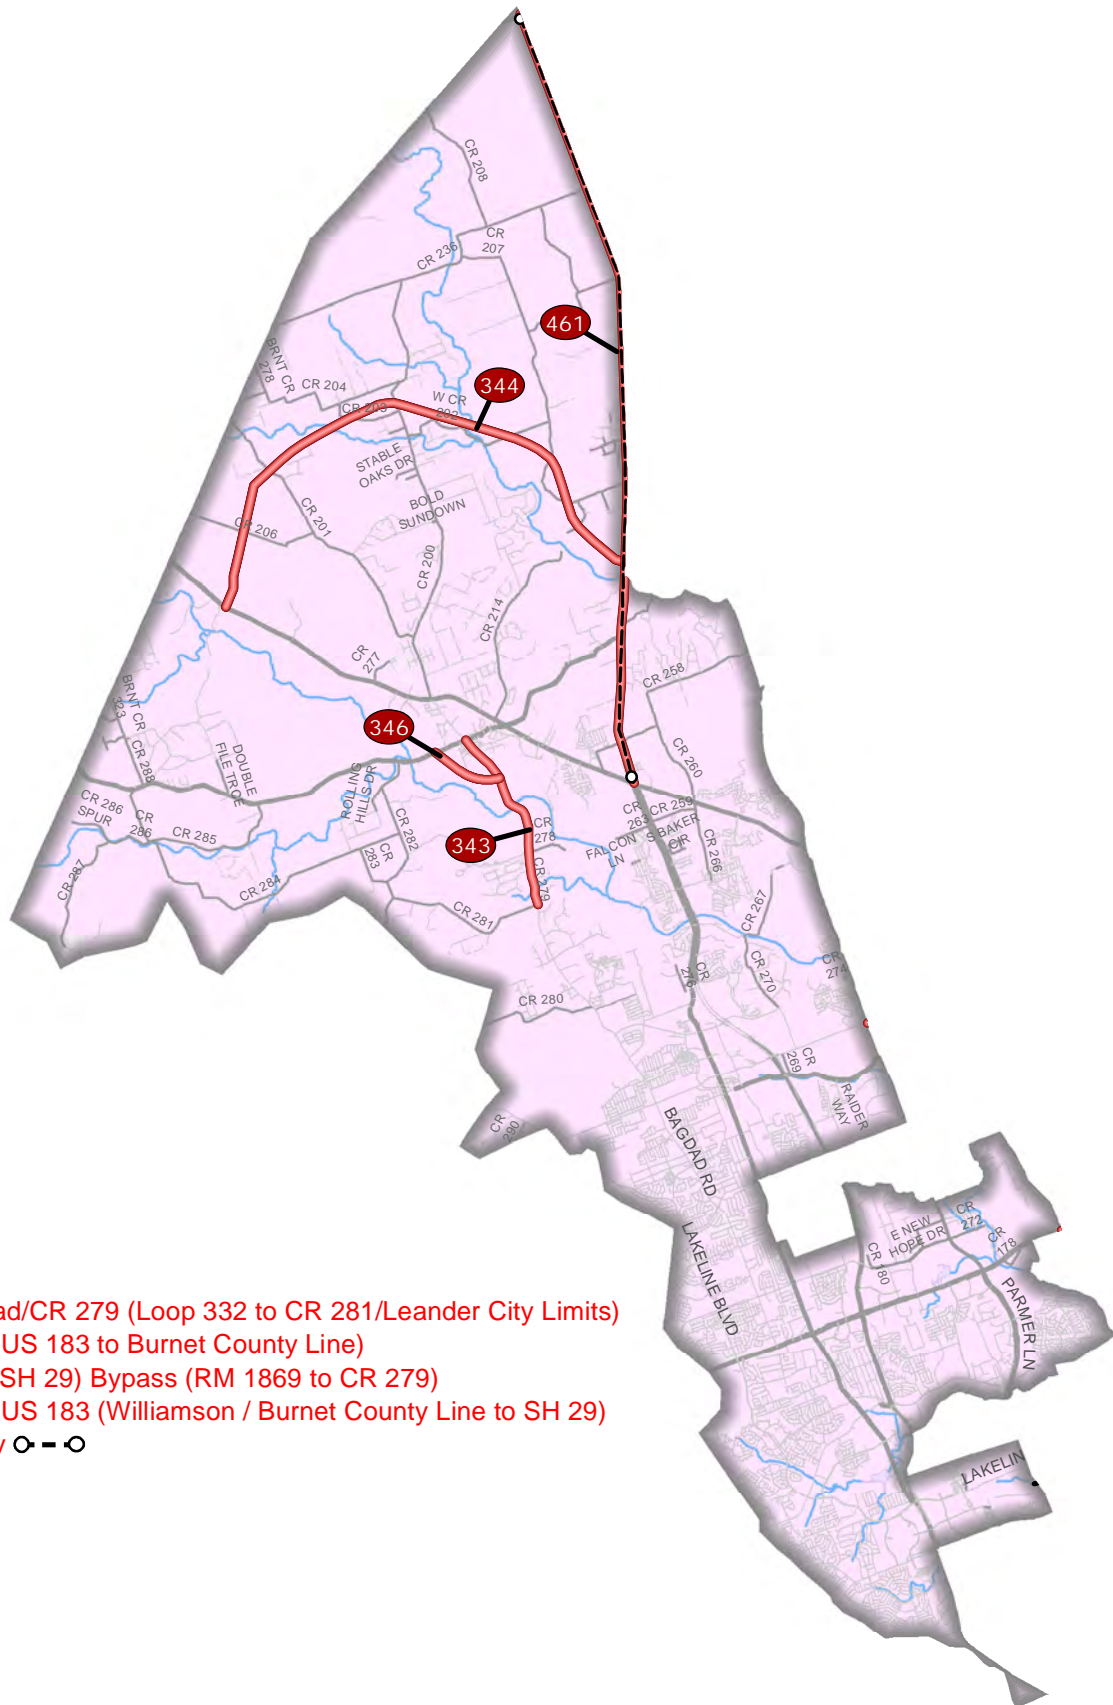 CR 208
CR
207
CR 236
461
BRNT CR
278
CR 204
344
W CR
202
CR 203
STABLE
OAKS DR
BOLD
SUNDOWN
CR 201
CR 206
CR 200
CR 214
CR
277
CR 258
BRNT CR
323
346
CR 288
DOUBLE
FILE TRCE
ROLLING
HILLS DR
CR 260
CR 286
SPUR
CR
286
CR 285
CR 282
CR
283
343
CR
278
CR
263
CR 259
FALCON
LN
S BAKER
CIR
CR 266
CR 287
CR 284
CR 279
CR 281
CR 267
CR 270
CR
274
CR
276
CR 280
CR
269
RAIDER
WAY
CR
290
BAGDAD RD
LAKELINE BLVD
E NEW
HOPE DR
CR
272
CR
178
CR 180
PARMER LN
ad/CR 279 (Loop 332 to CR 281/Leander City Limits)
US 183 to Burnet County Line)
SH 29) Bypass (RM 1869 to CR 279)
US 183 (Williamson / Burnet County Line to SH 29)
y
LAKELIN